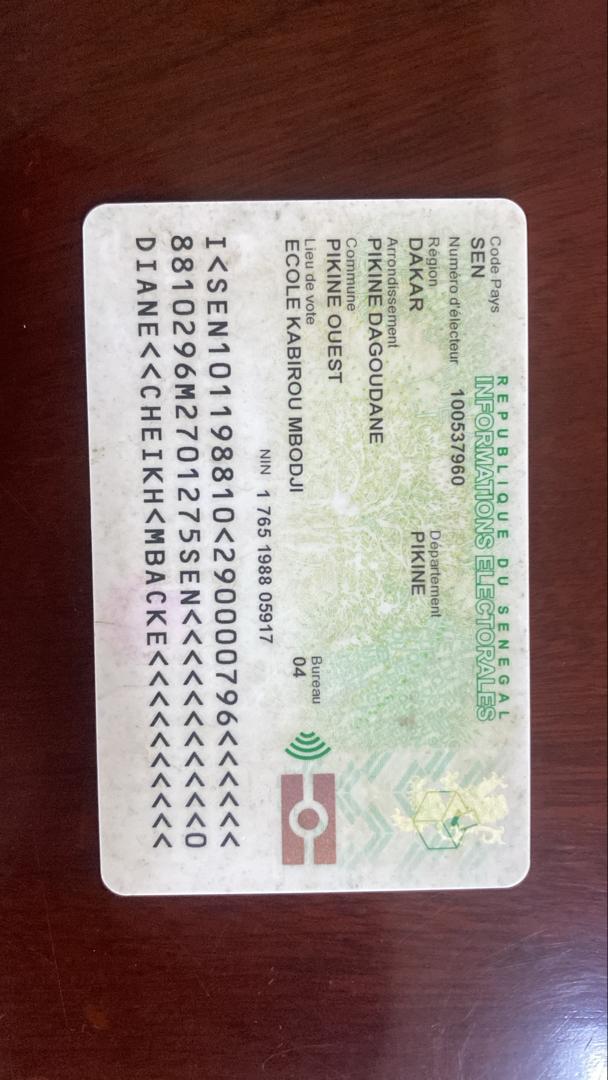 REPUBLIQUE DU SENEGAL
INFORMATIONS ELECTORALES
Code Pays
SEN
Numéro d'électeur 100537960
Région Département
DAKAR PIKINE
Arrondissement
PIKINE DAGOUDANE
Commune
PIKINE OUEST
Lieu de vote Bureau
ECOLE KABIROU MBODJI 04
NIN 1 765 1988 05917
I<SEN101198810<290000796<<<<<<
8810296M2701275SEN<<<<<<<<<<<0
DIANE<<CHEIKH<MBACKE<<<<<<<<<<